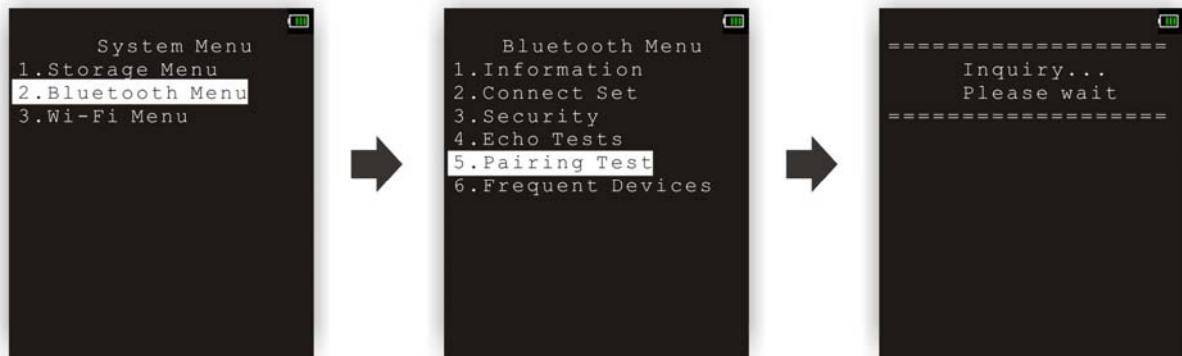 System Menu
1.Storage Menu
2.Bluetooth Menu
3.Wi-Fi Menu
Bluetooth Menu
1.Information
2.Connect Set
3.Security
4.Echo Tests
5.Pairing Test
6.Frequent Devices
===================
Inquiry...
Please wait
===================